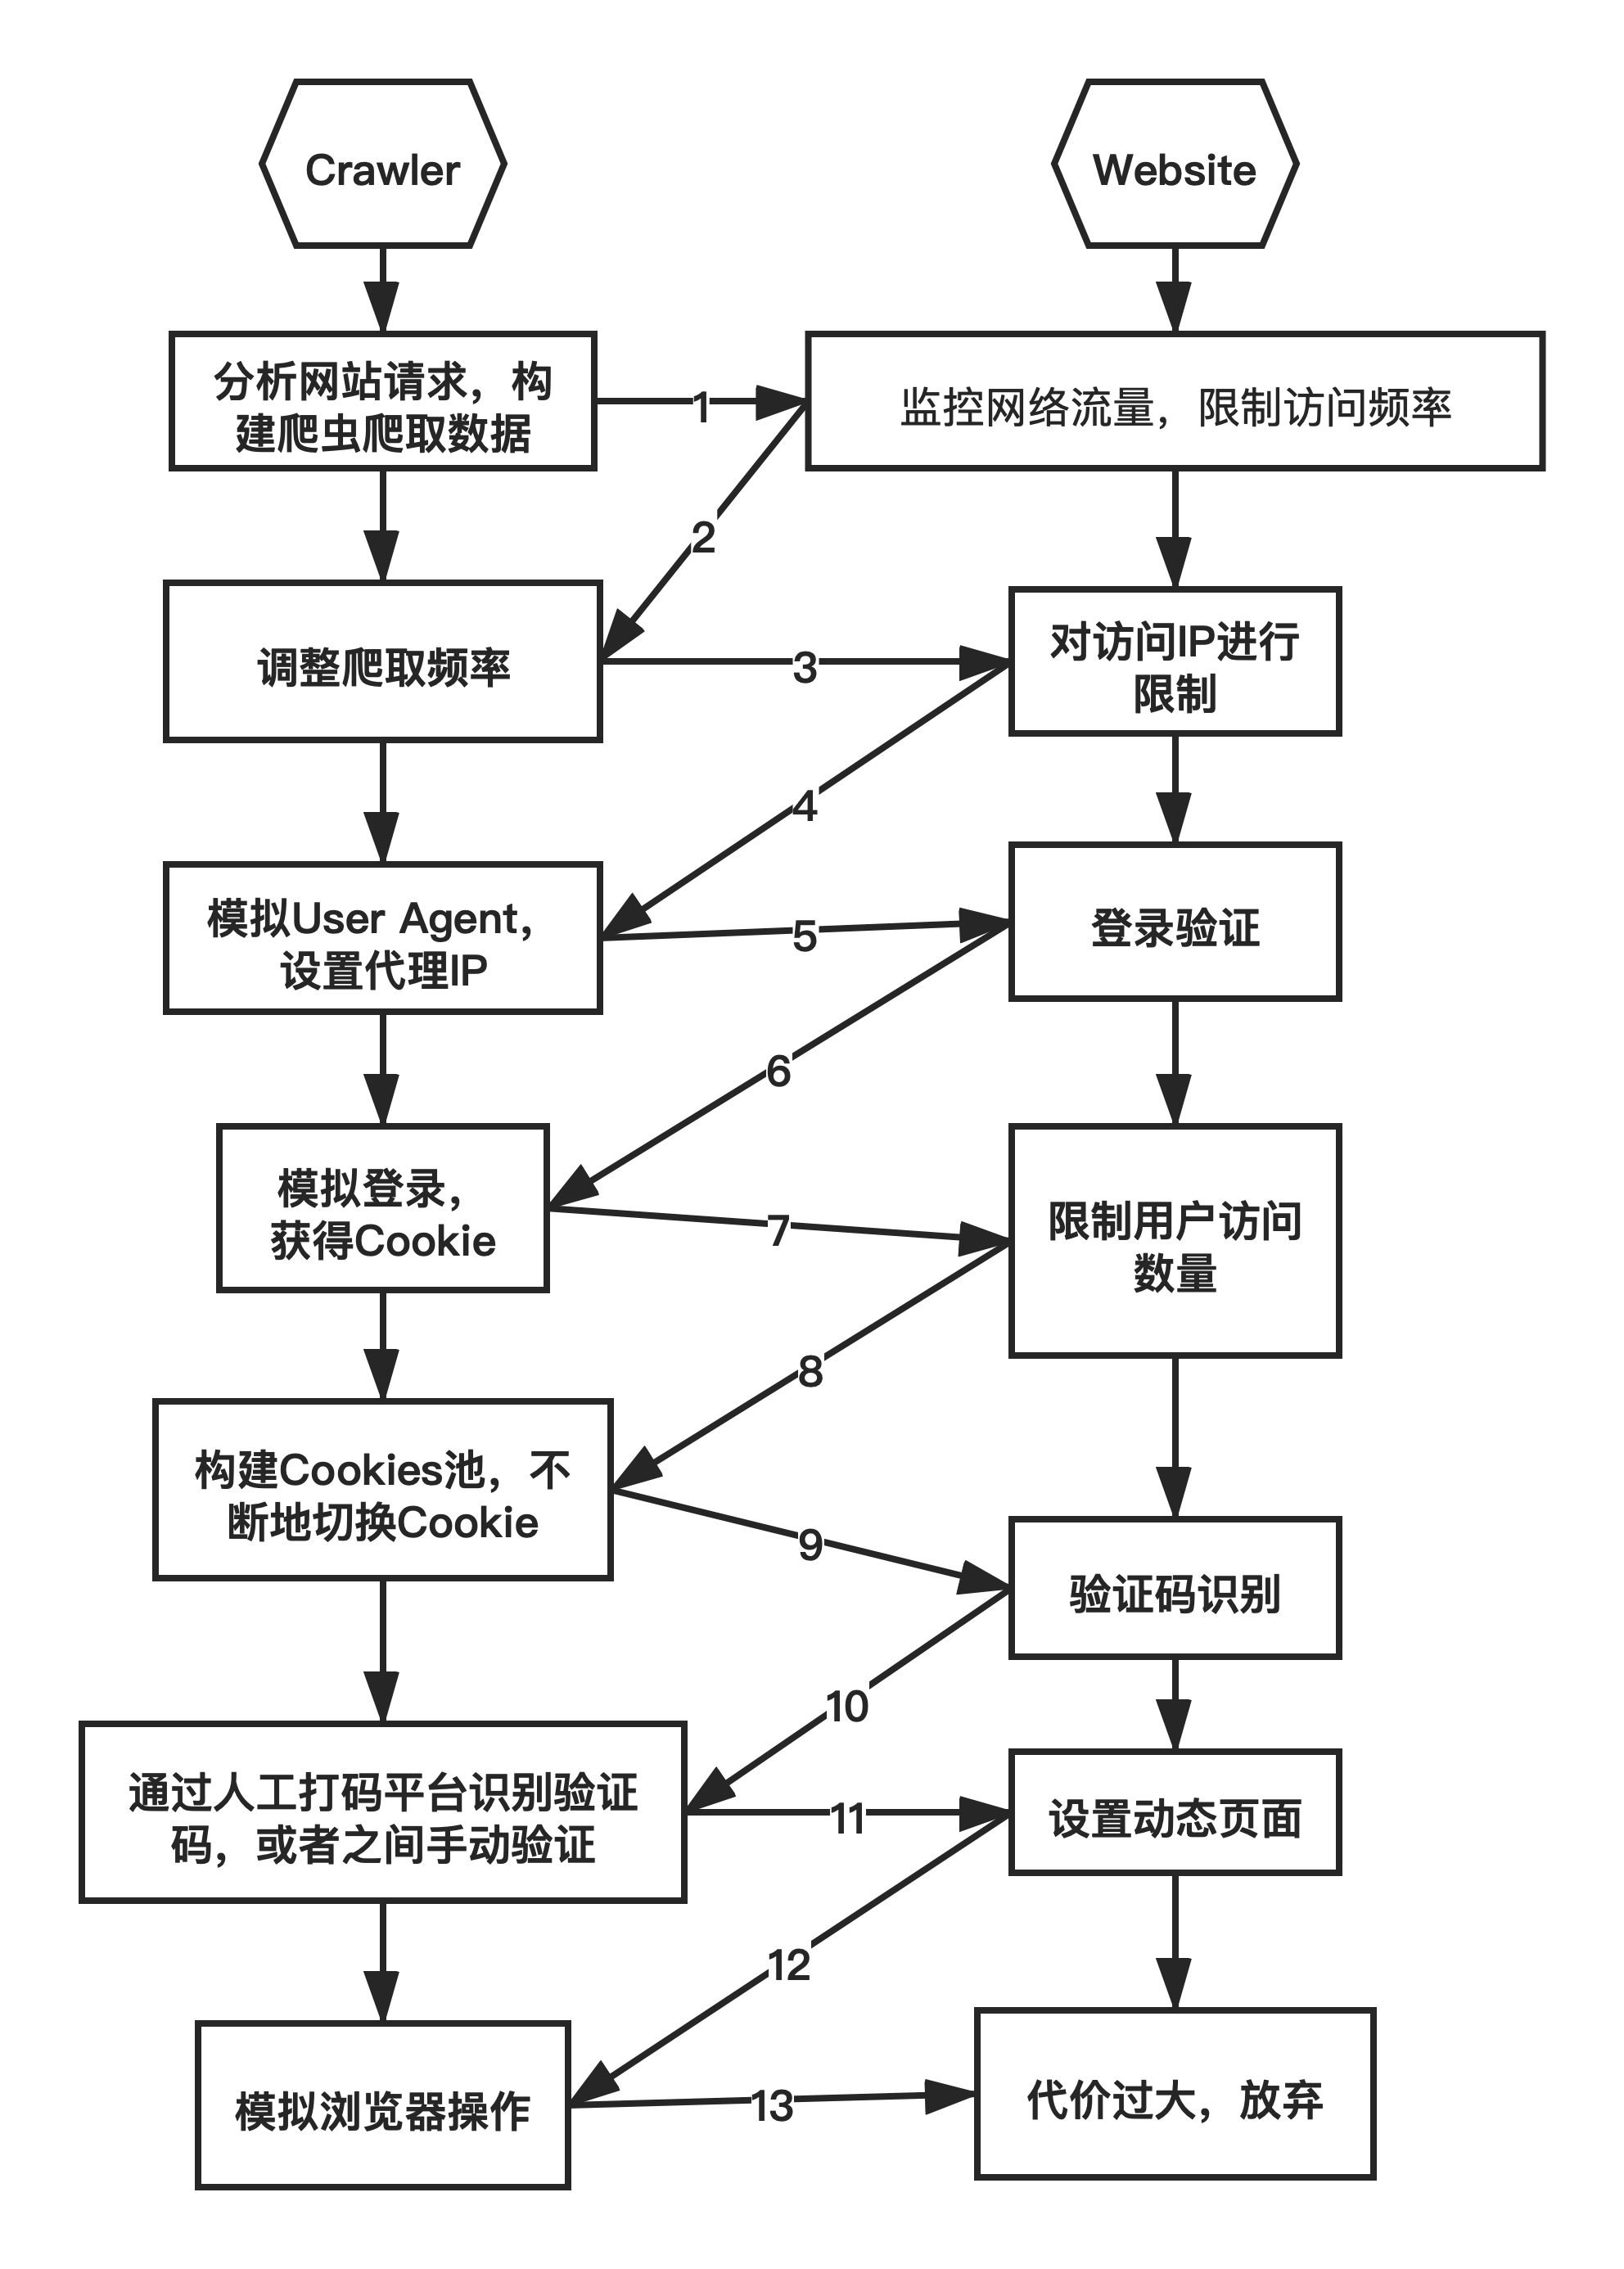 Crawler
Website
分析网站请求，构
建爬虫爬取数据
1
监控网络流量，限制访问频率
2
调整爬取频率
3
对访问IP进行
限制
4
模拟User Agent，
设置代理IP
5
登录验证
6
模拟登录，
获得Cookie
7
限制用户访问
数量
8
构建Cookies池，不
断地切换Cookie
9
验证码识别
10
通过人工打码平台识别验证
码，或者之间手动验证
11
设置动态页面
12
模拟浏览器操作
13
代价过大，放弃